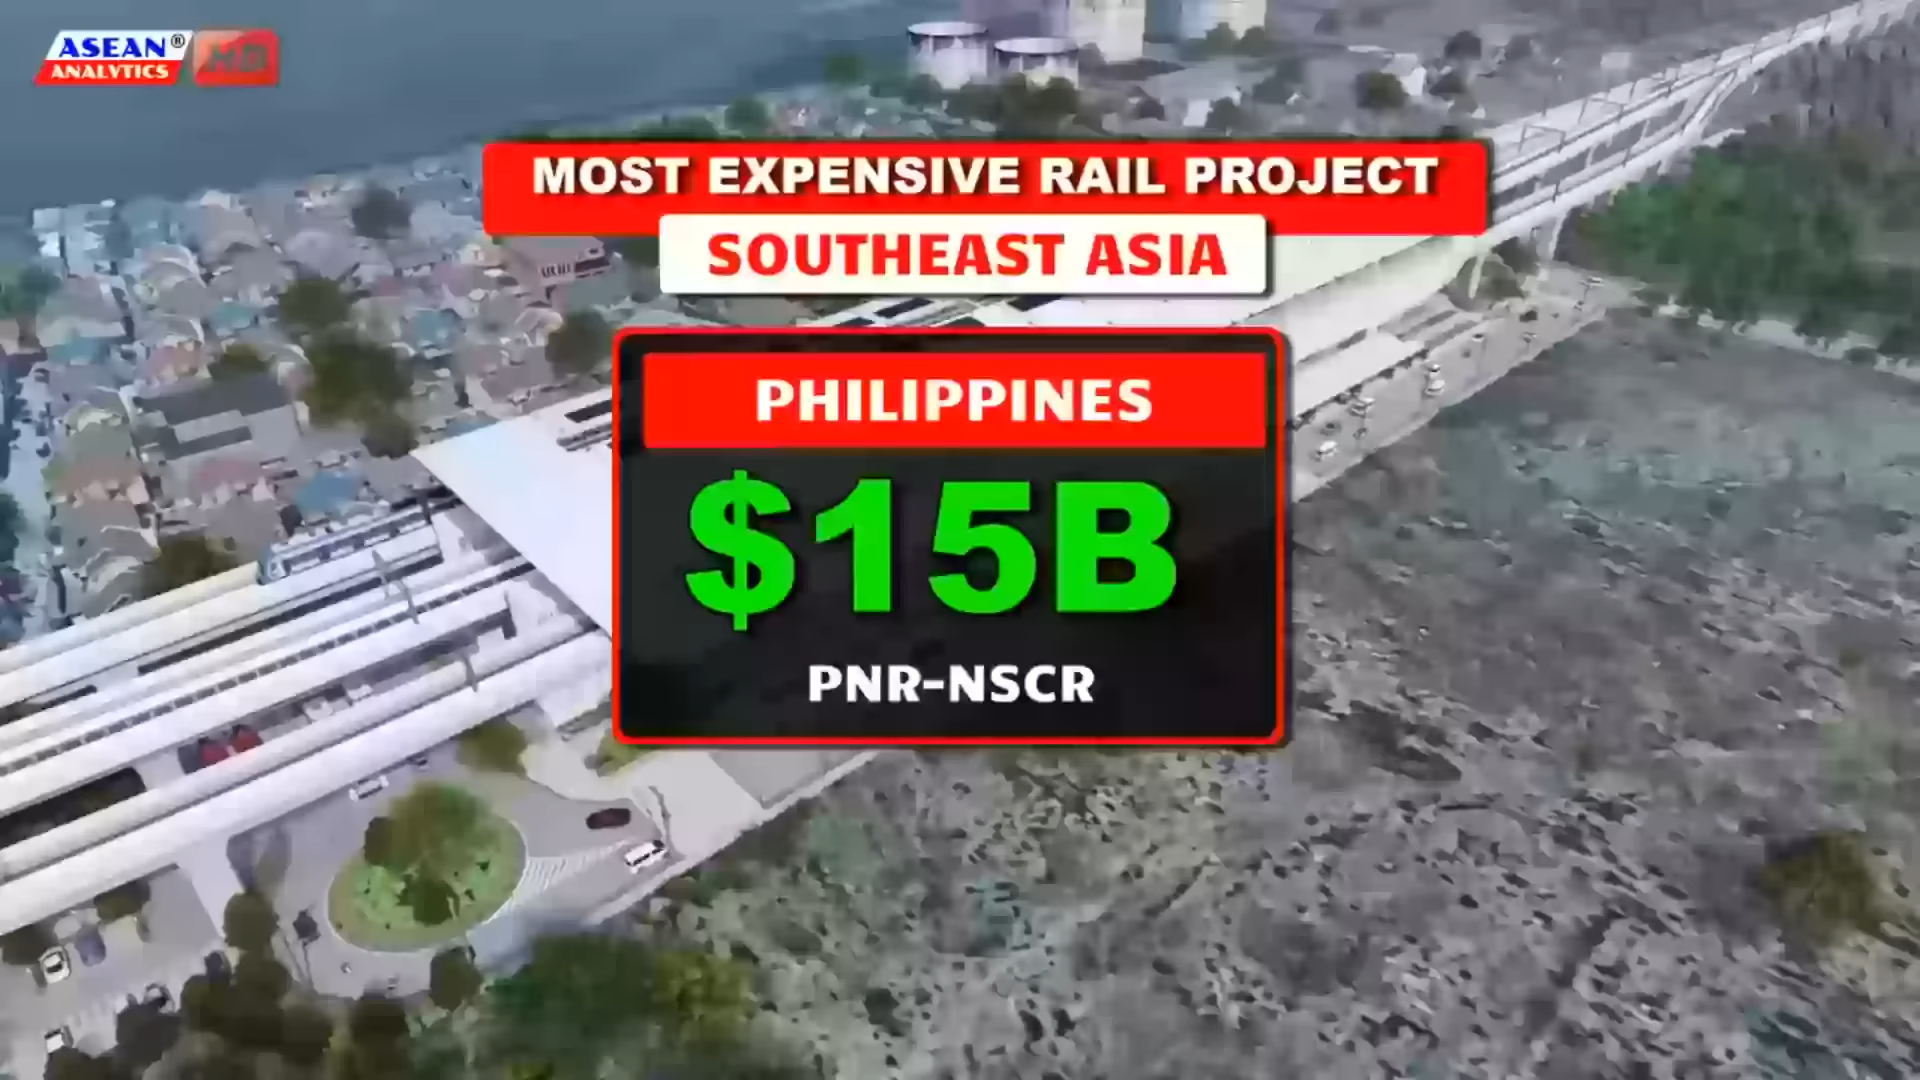 ASEAN®
ANALYTICS HD
MOST EXPENSIVE RAIL PROJECT
SOUTHEAST ASIA
PHILIPPINES
$15B
PNR-NSCR